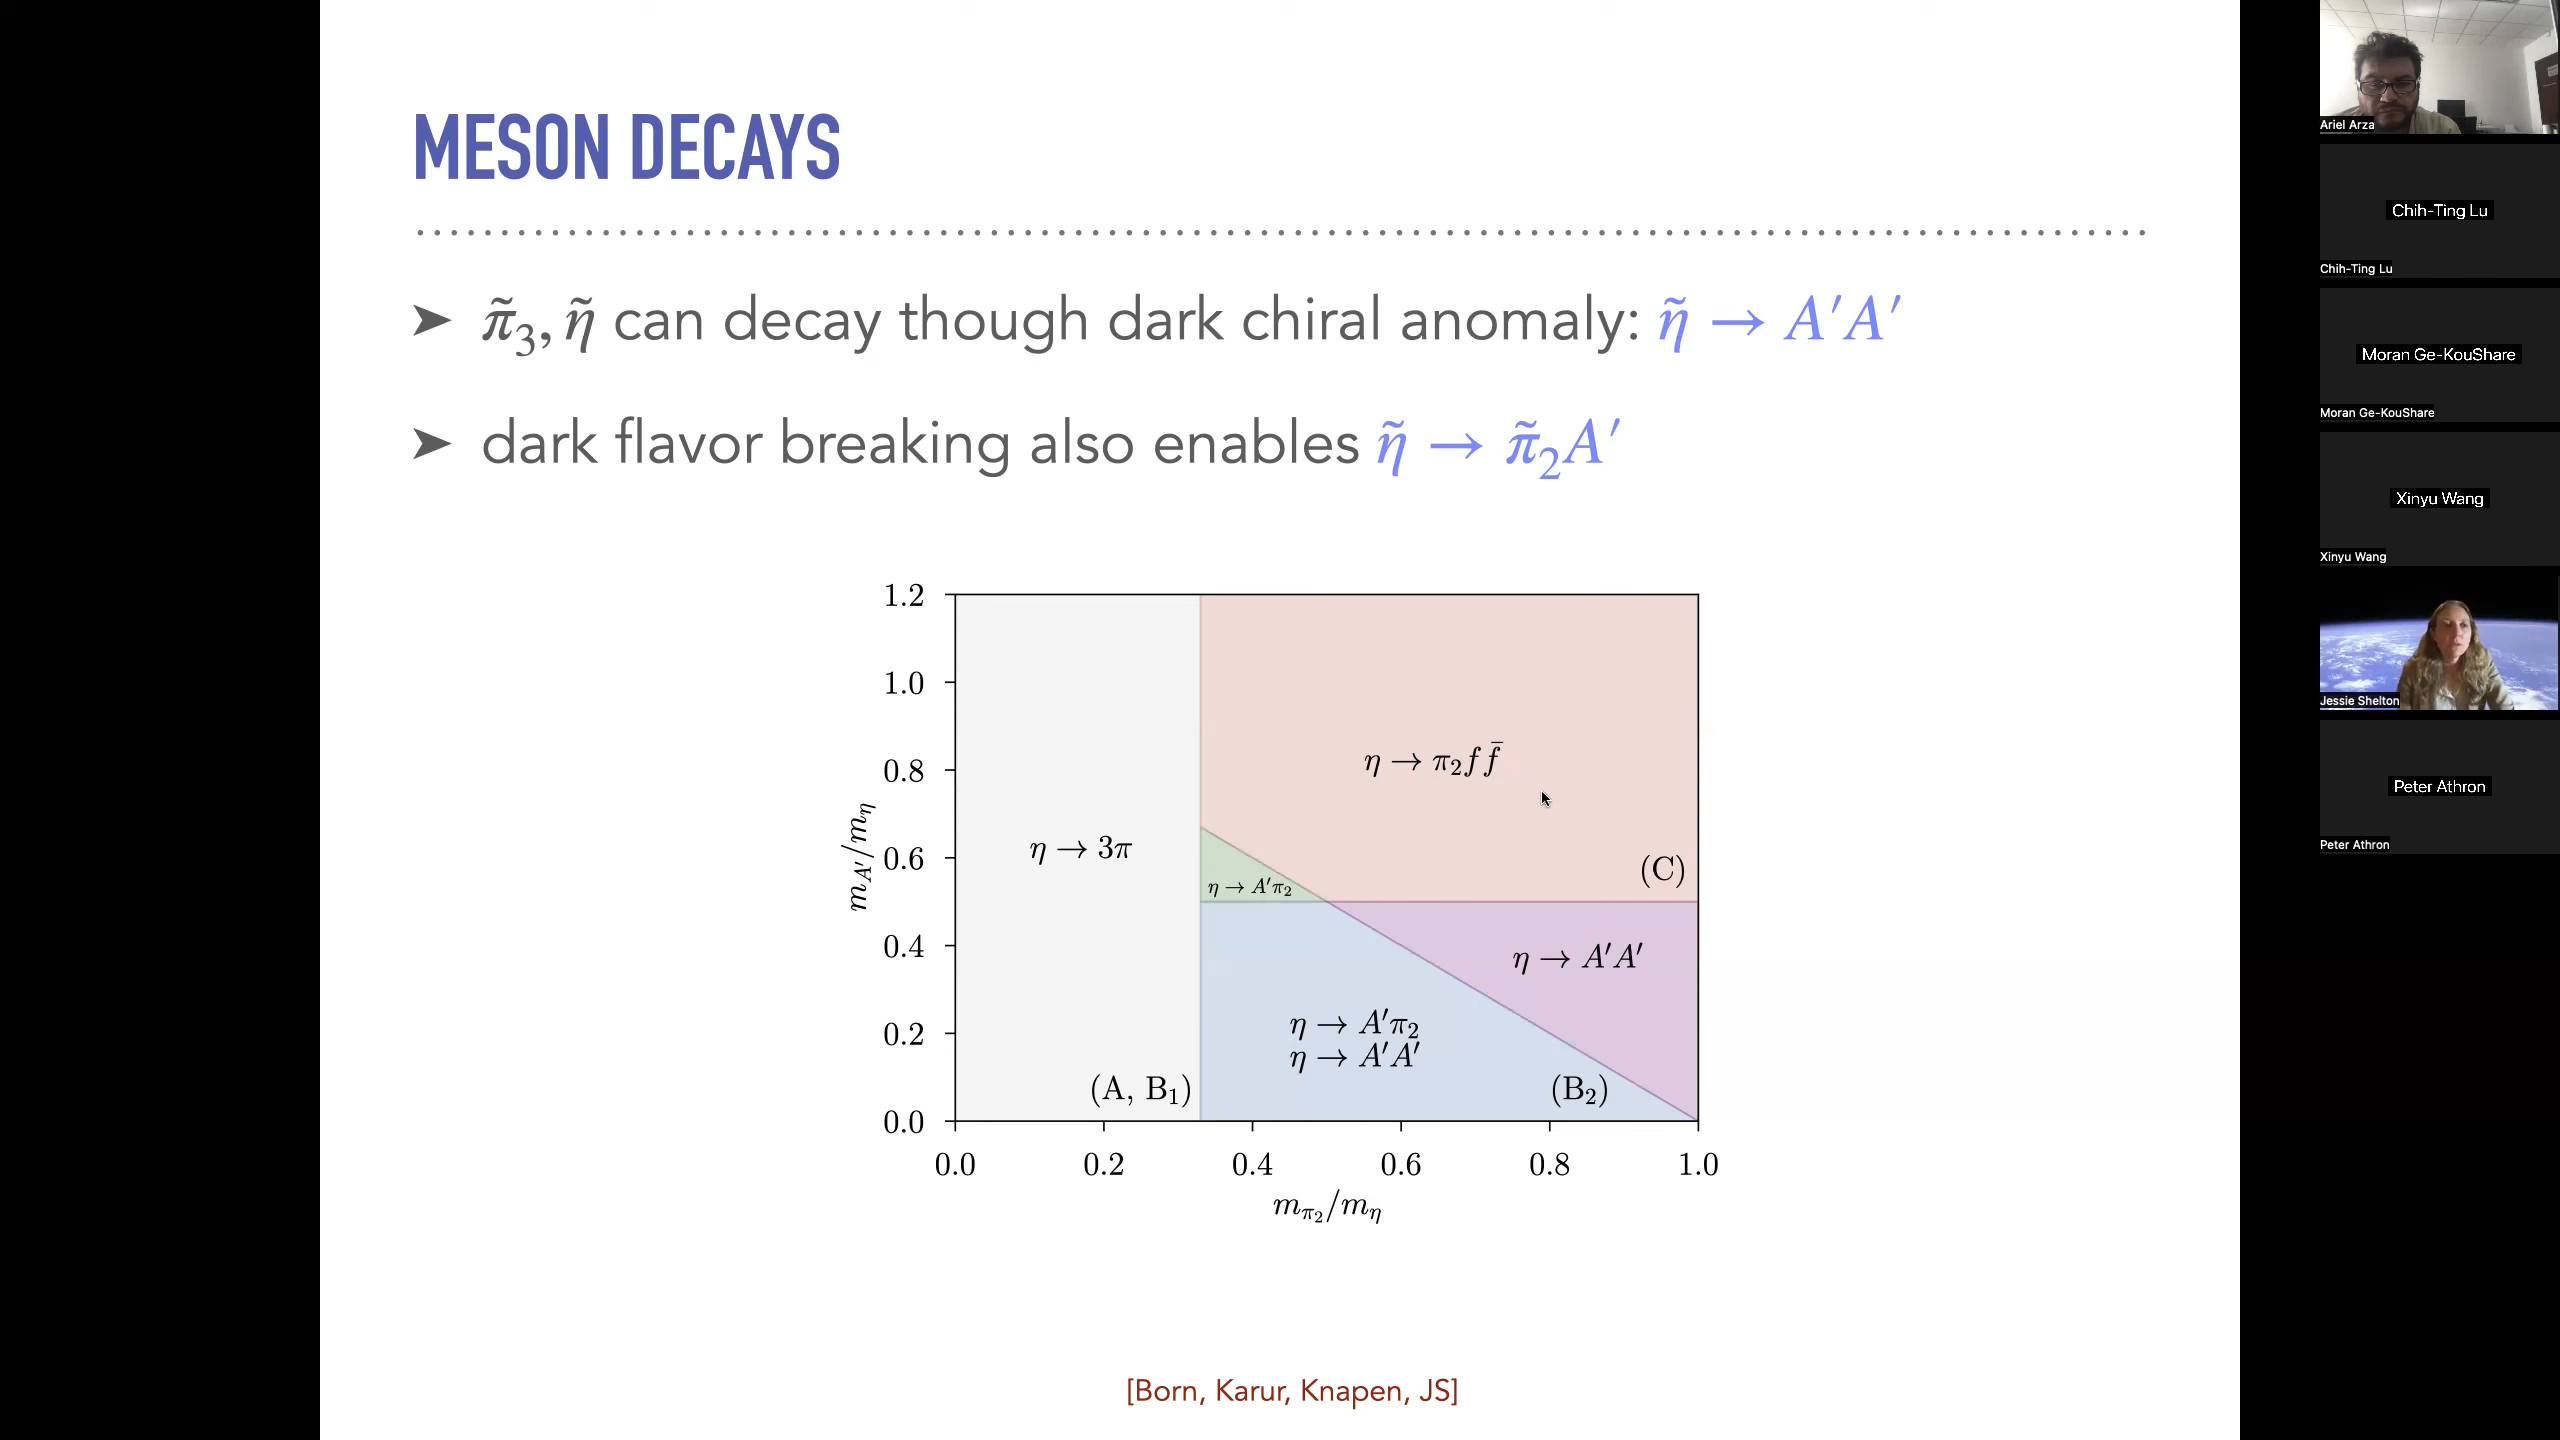 MESON DECAYS
➤ π̃₃, η̃ can decay though dark chiral anomaly: η̃ → A′A′
➤ dark flavor breaking also enables η̃ → π̃₂A′
1.2
1.0
0.8
0.6
0.4
0.2
0.0
m_A′/m_η
η → 3π
(A, B₁)
η → π₂ff̄
(C)
η → A′π₂
η → A′A′
η → A′π₂
η → A′A′
(B₂)
0.0 0.2 0.4 0.6 0.8 1.0
m_π₂/m_η
[Born, Karur, Knapen, JS]
Ariel Arza
Chih-Ting Lu
Chih-Ting Lu
Moran Ge-KouShare
Moran Ge-KouShare
Xinyu Wang
Xinyu Wang
Jessie Shelton
Peter Athron
Peter Athron